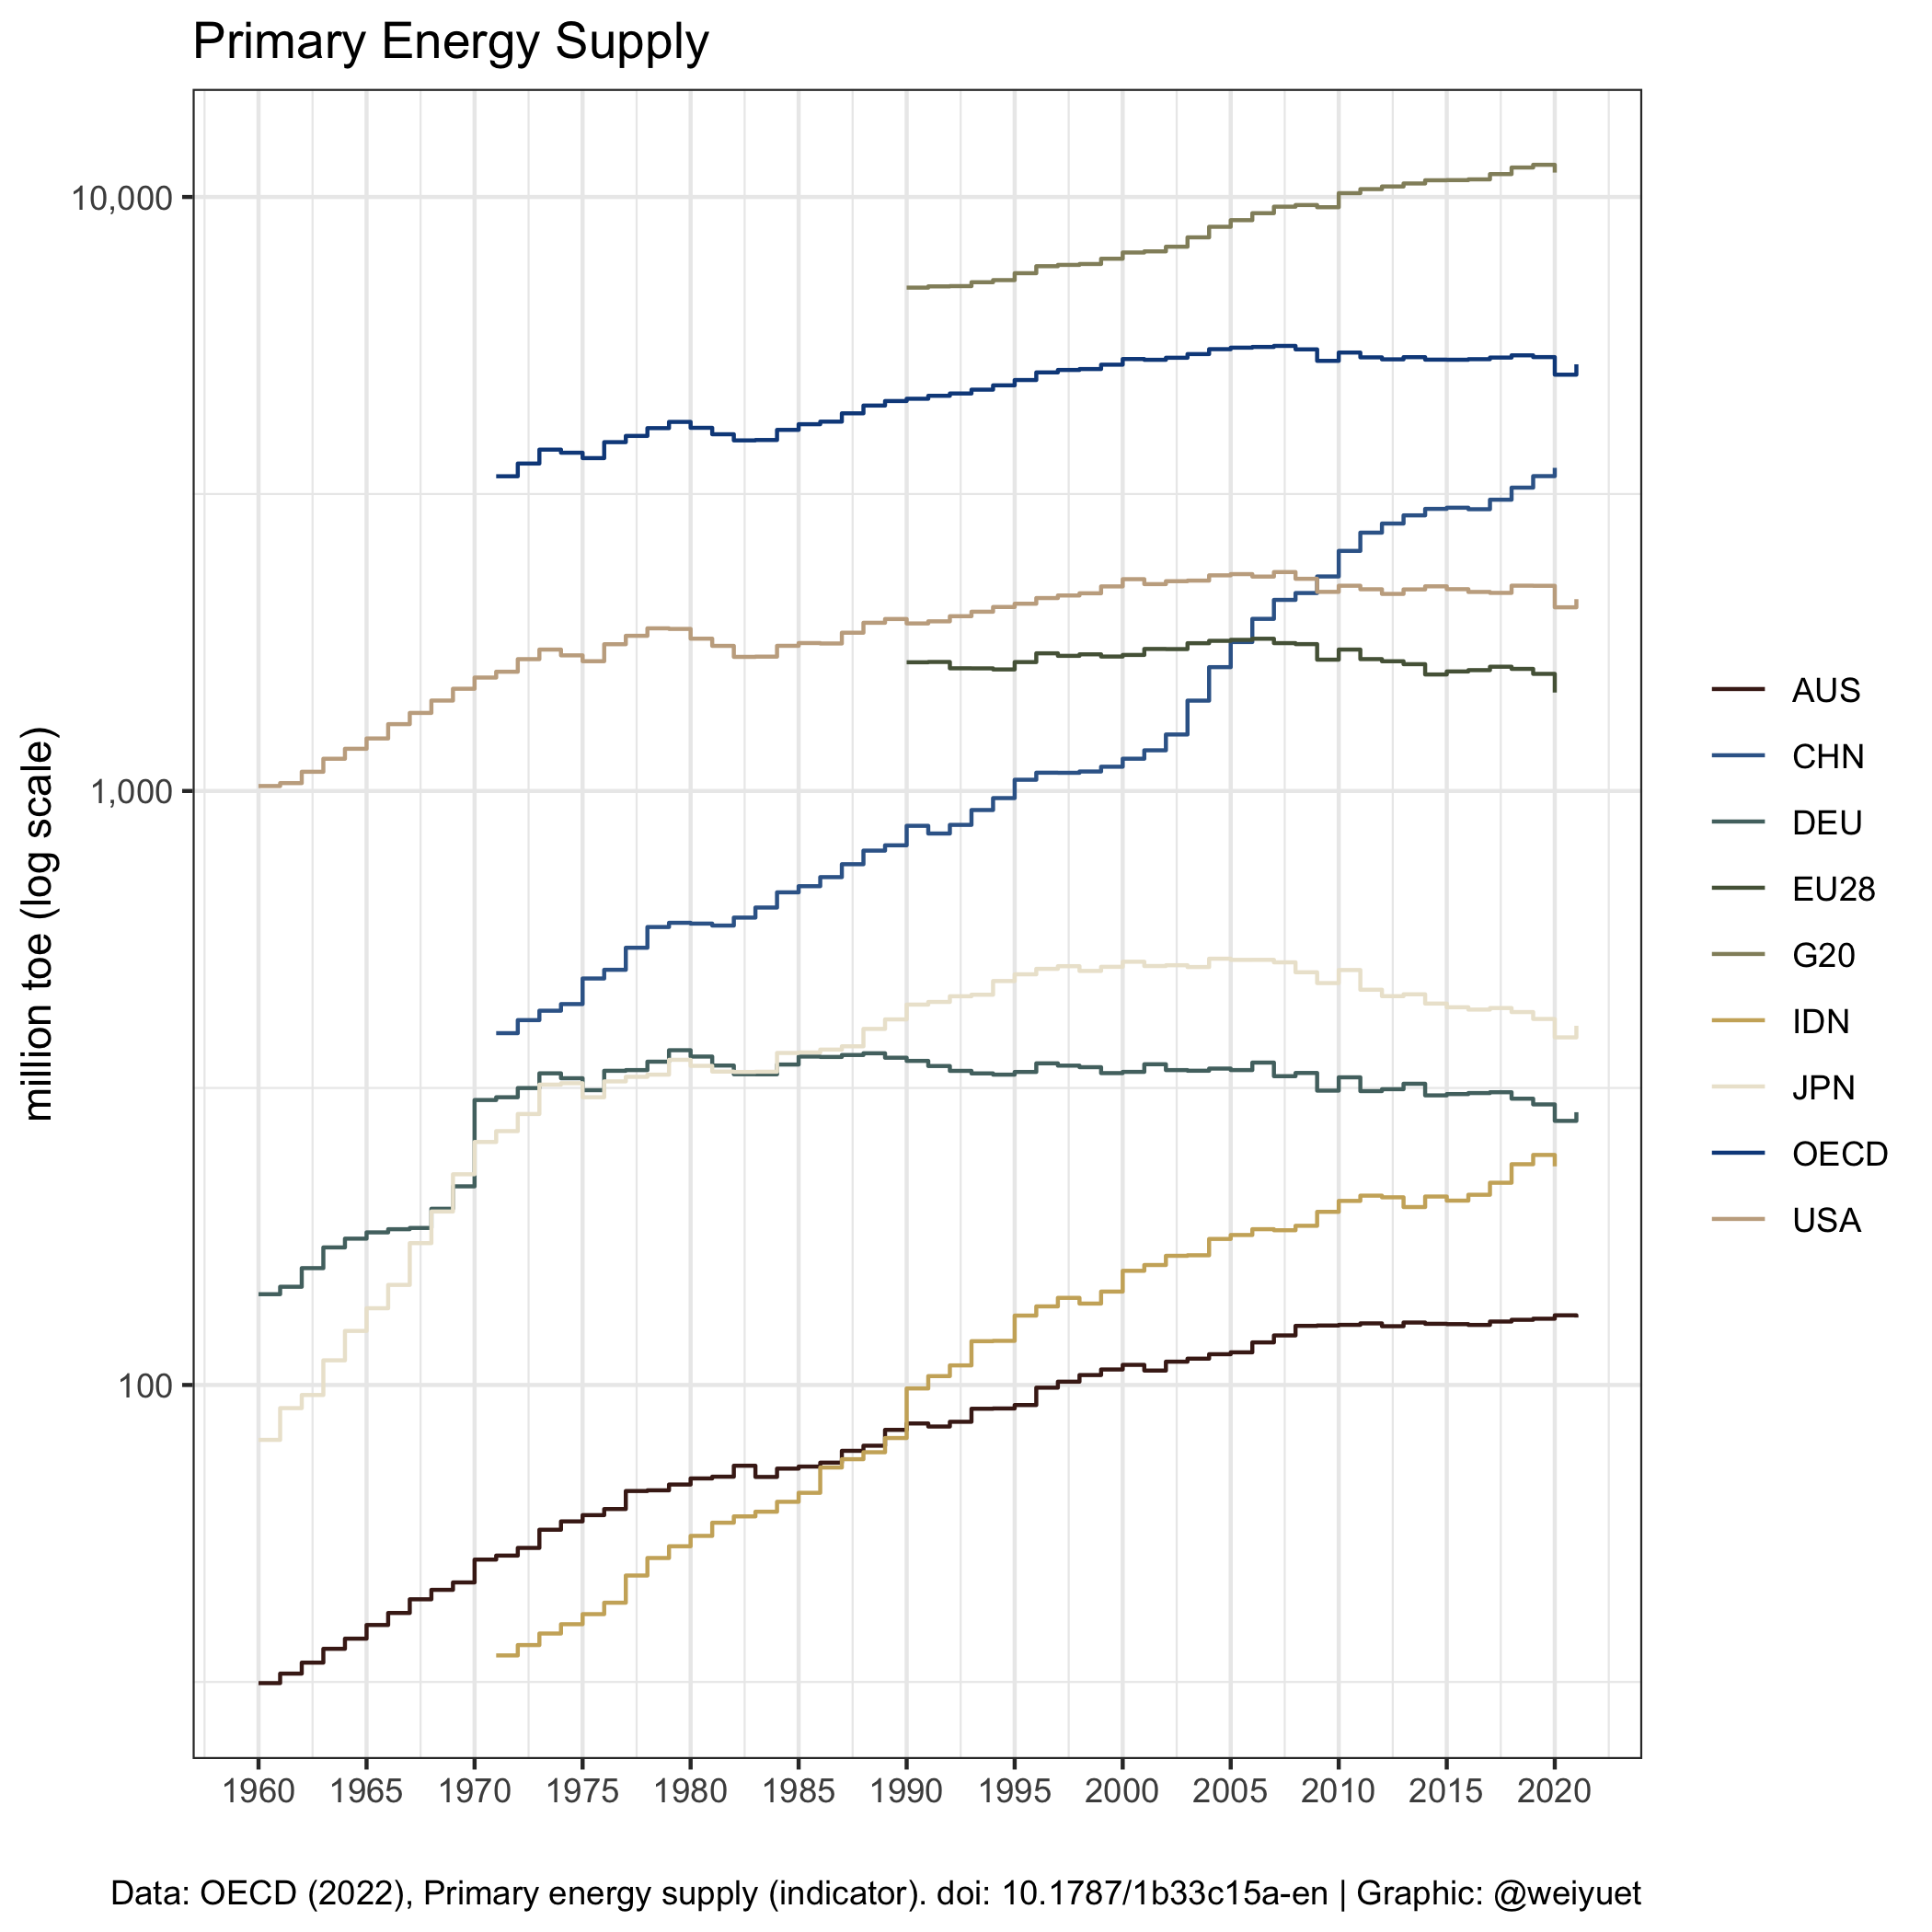 Primary Energy Supply
million toe (log scale)
10,000
1,000
100
1960 1965 1970 1975 1980 1985 1990 1995 2000 2005 2010 2015 2020
AUS
CHN
DEU
EU28
G20
IDN
JPN
OECD
USA
Data: OECD (2022), Primary energy supply (indicator). doi: 10.1787/1b33c15a-en | Graphic: @weiyuet